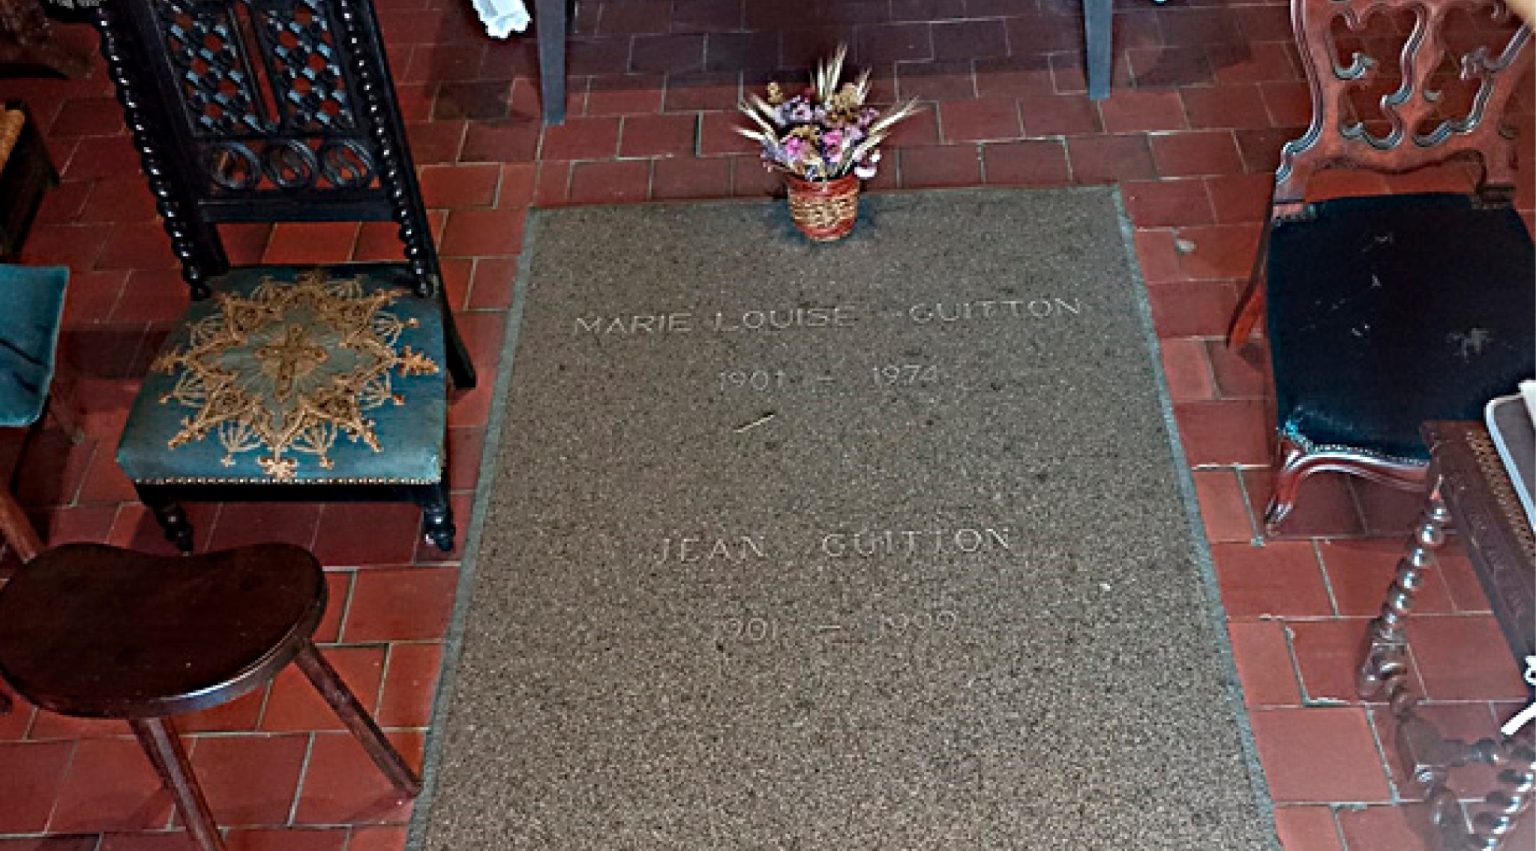 MARIE LOUISE GUITTON
1901 – 1974
JEAN GUITTON
1901 – 1999